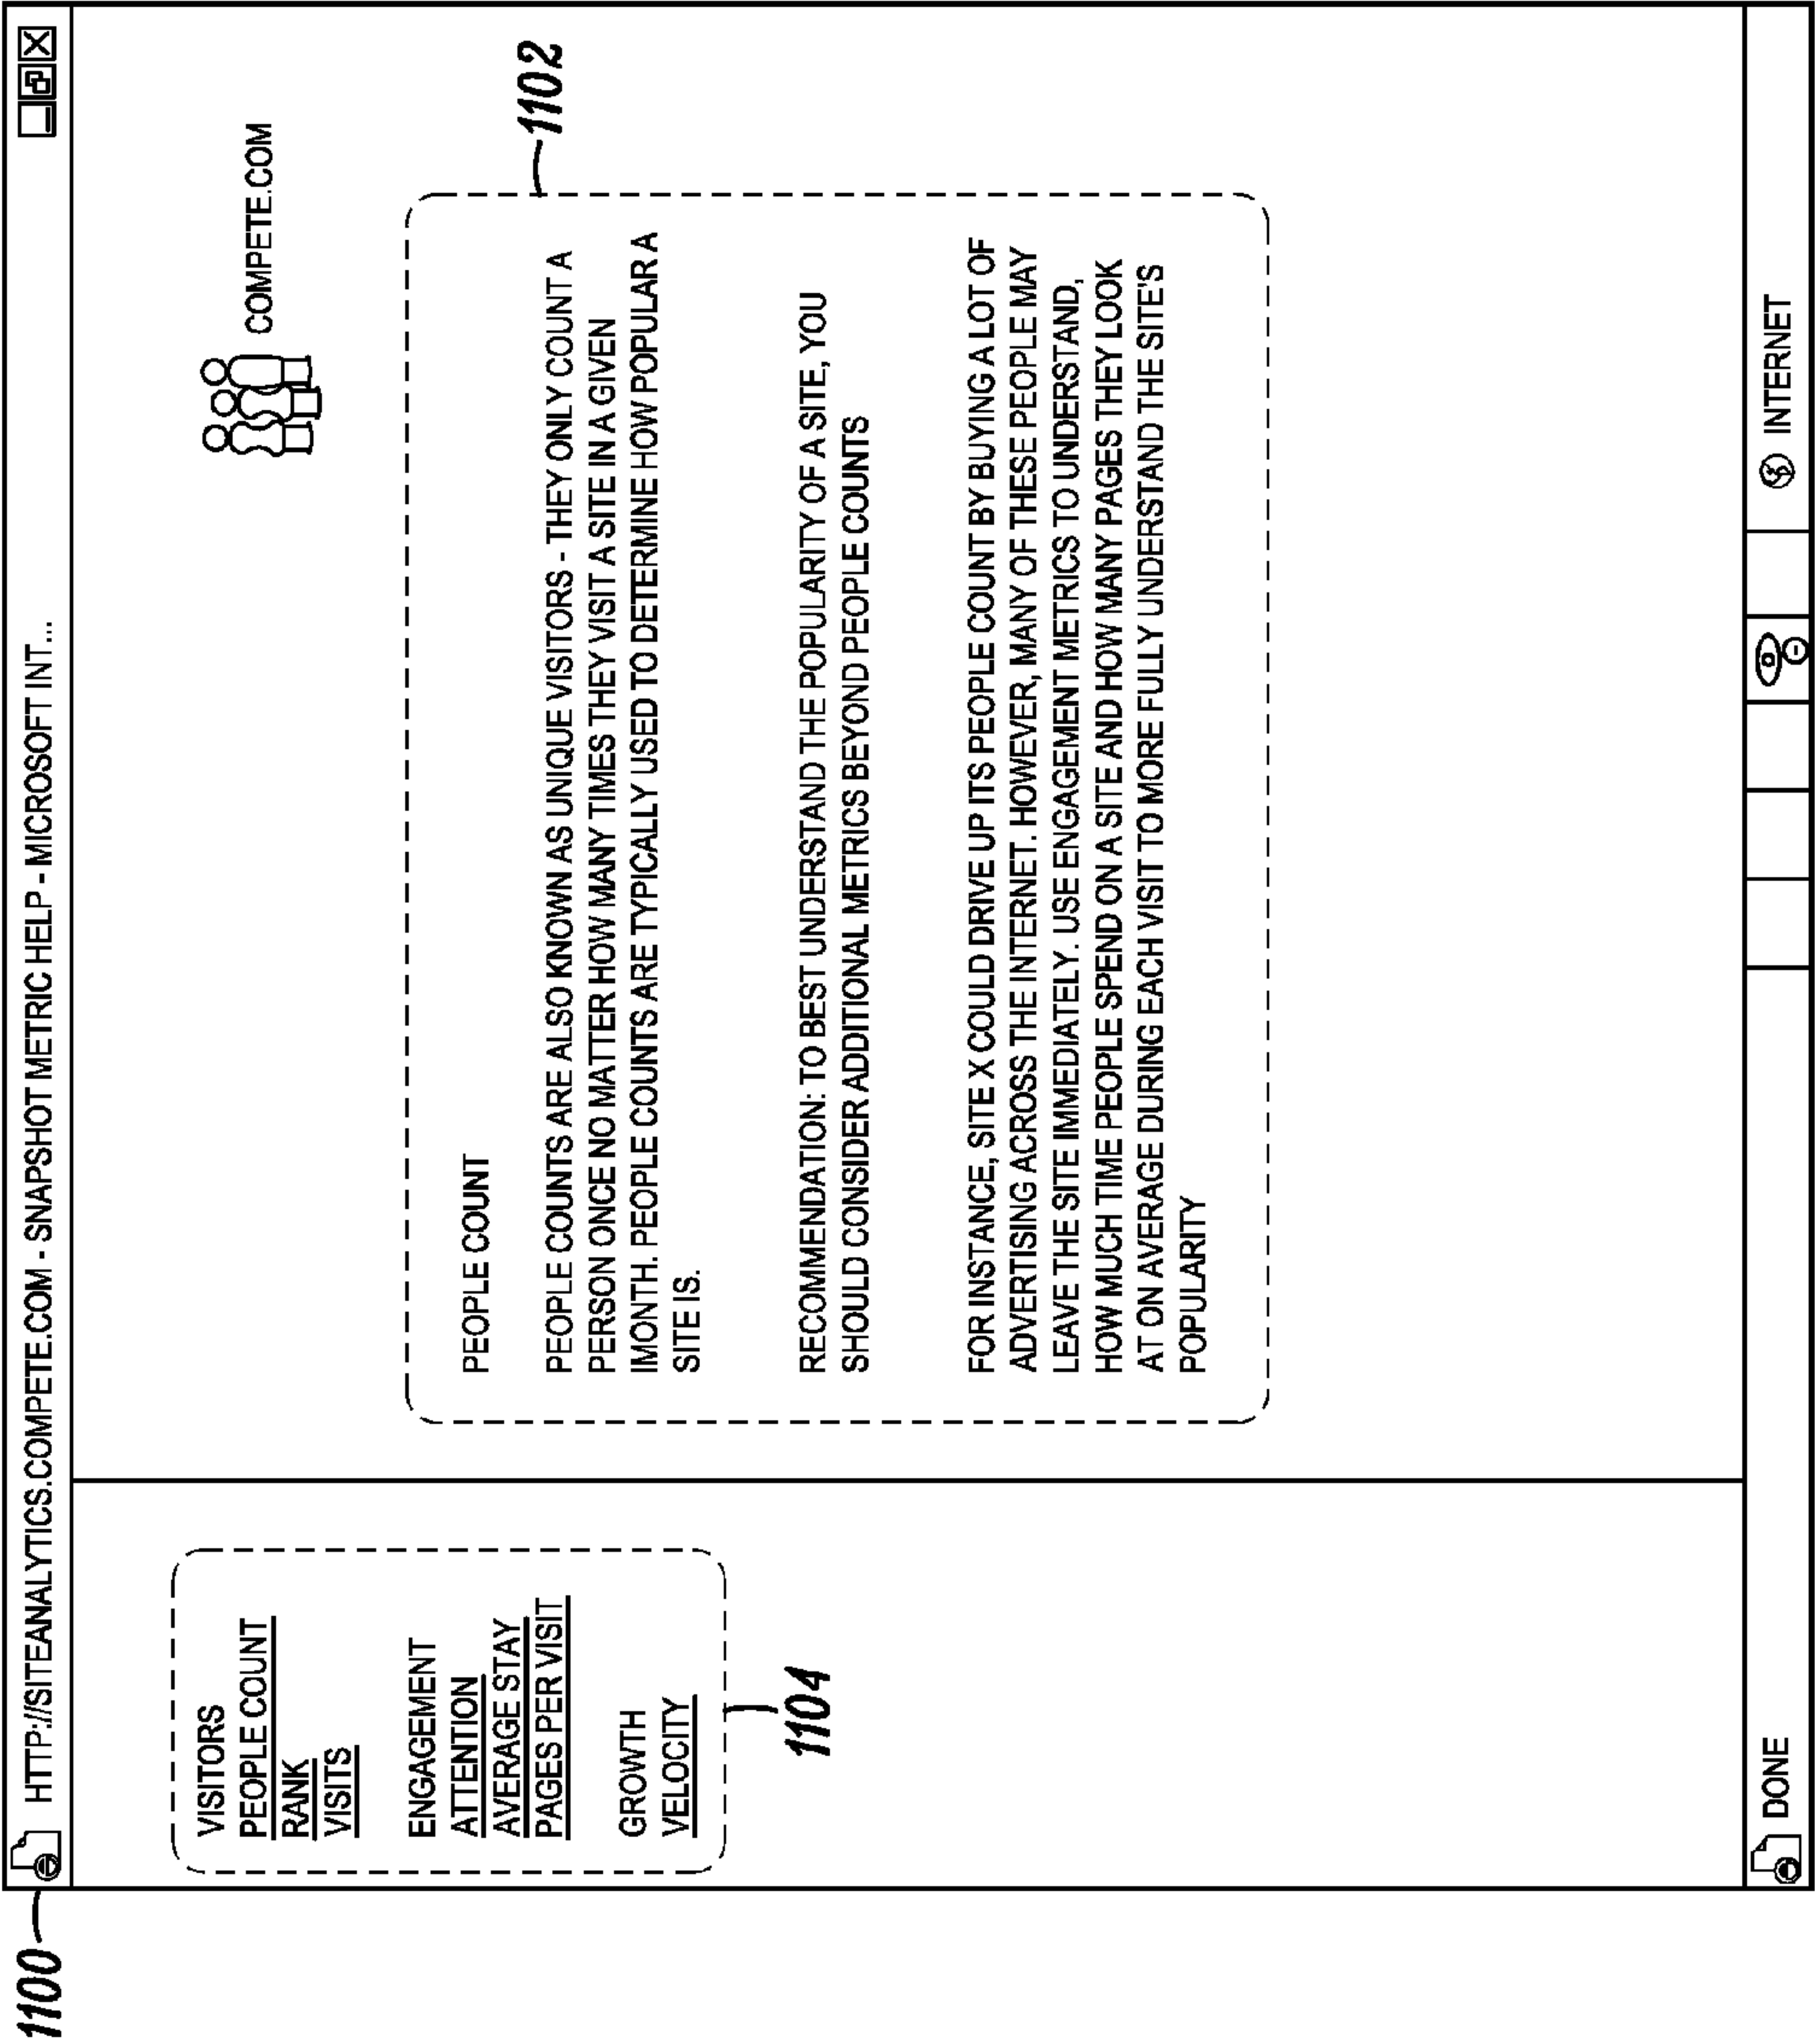 1100
HTTP://SITEANALYTICS.COMPETE.COM - SNAPSHOT METRIC HELP - MICROSOFT INT...
COMPETE.COM
VISITORS
PEOPLE COUNT
RANK
VISITS
ENGAGEMENT
ATTENTION
AVERAGE STAY
PAGES PER VISIT
GROWTH
VELOCITY
1104
1102
PEOPLE COUNT
PEOPLE COUNTS ARE ALSO KNOWN AS UNIQUE VISITORS - THEY ONLY COUNT A
PERSON ONCE NO MATTER HOW MANY TIMES THEY VISIT A SITE IN A GIVEN
IMONTH. PEOPLE COUNTS ARE TYPICALLY USED TO DETERMINE HOW POPULAR A
SITE IS.
RECOMMENDATION: TO BEST UNDERSTAND THE POPULARITY OF A SITE, YOU
SHOULD CONSIDER ADDITIONAL METRICS BEYOND PEOPLE COUNTS
FOR INSTANCE, SITE X COULD DRIVE UP ITS PEOPLE COUNT BY BUYING A LOT OF
ADVERTISING ACROSS THE INTERNET. HOWEVER, MANY OF THESE PEOPLE MAY
LEAVE THE SITE IMMEDIATELY. USE ENGAGEMENT METRICS TO UNDERSTAND,
HOW MUCH TIME PEOPLE SPEND ON A SITE AND HOW MANY PAGES THEY LOOK
AT ON AVERAGE DURING EACH VISIT TO MORE FULLY UNDERSTAND THE SITE'S
POPULARITY
DONE
INTERNET